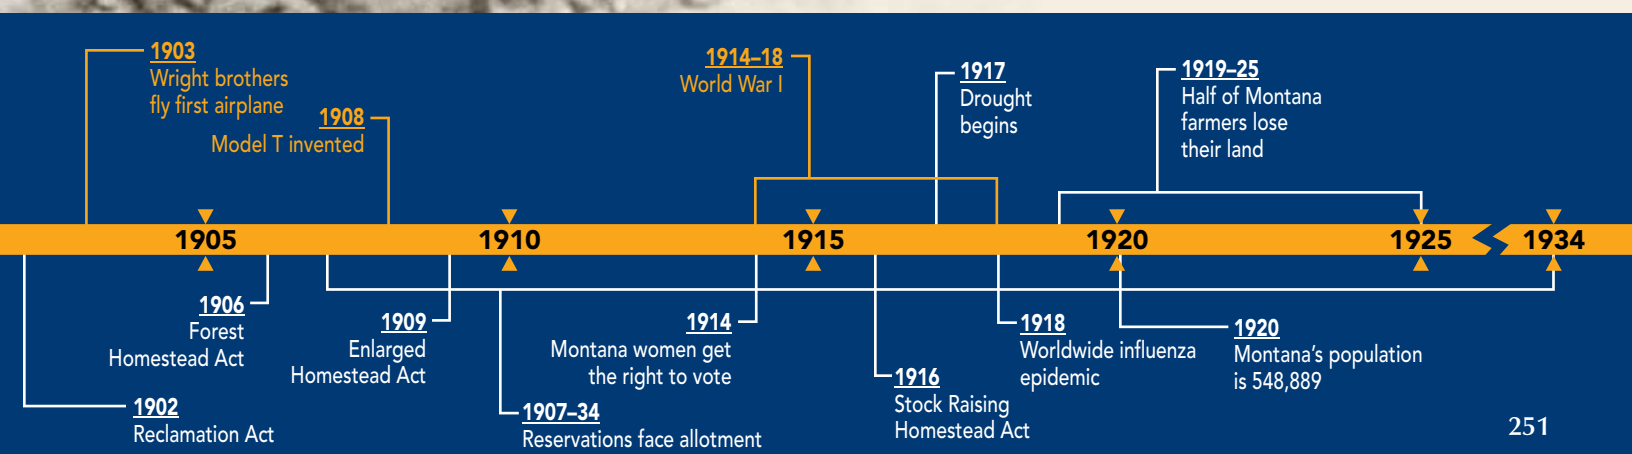 1903
Wright brothers
fly first airplane
1908
Model T invented
1914–18
World War I
1917
Drought
begins
1919–25
Half of Montana
farmers lose
their land
1905
1910
1915
1920
1925
1934
1902
Reclamation Act
1906
Forest
Homestead Act
1909
Enlarged
Homestead Act
1907–34
Reservations face allotment
1914
Montana women get
the right to vote
1916
Stock Raising
Homestead Act
1918
Worldwide influenza
epidemic
1920
Montana's population
is 548,889
251